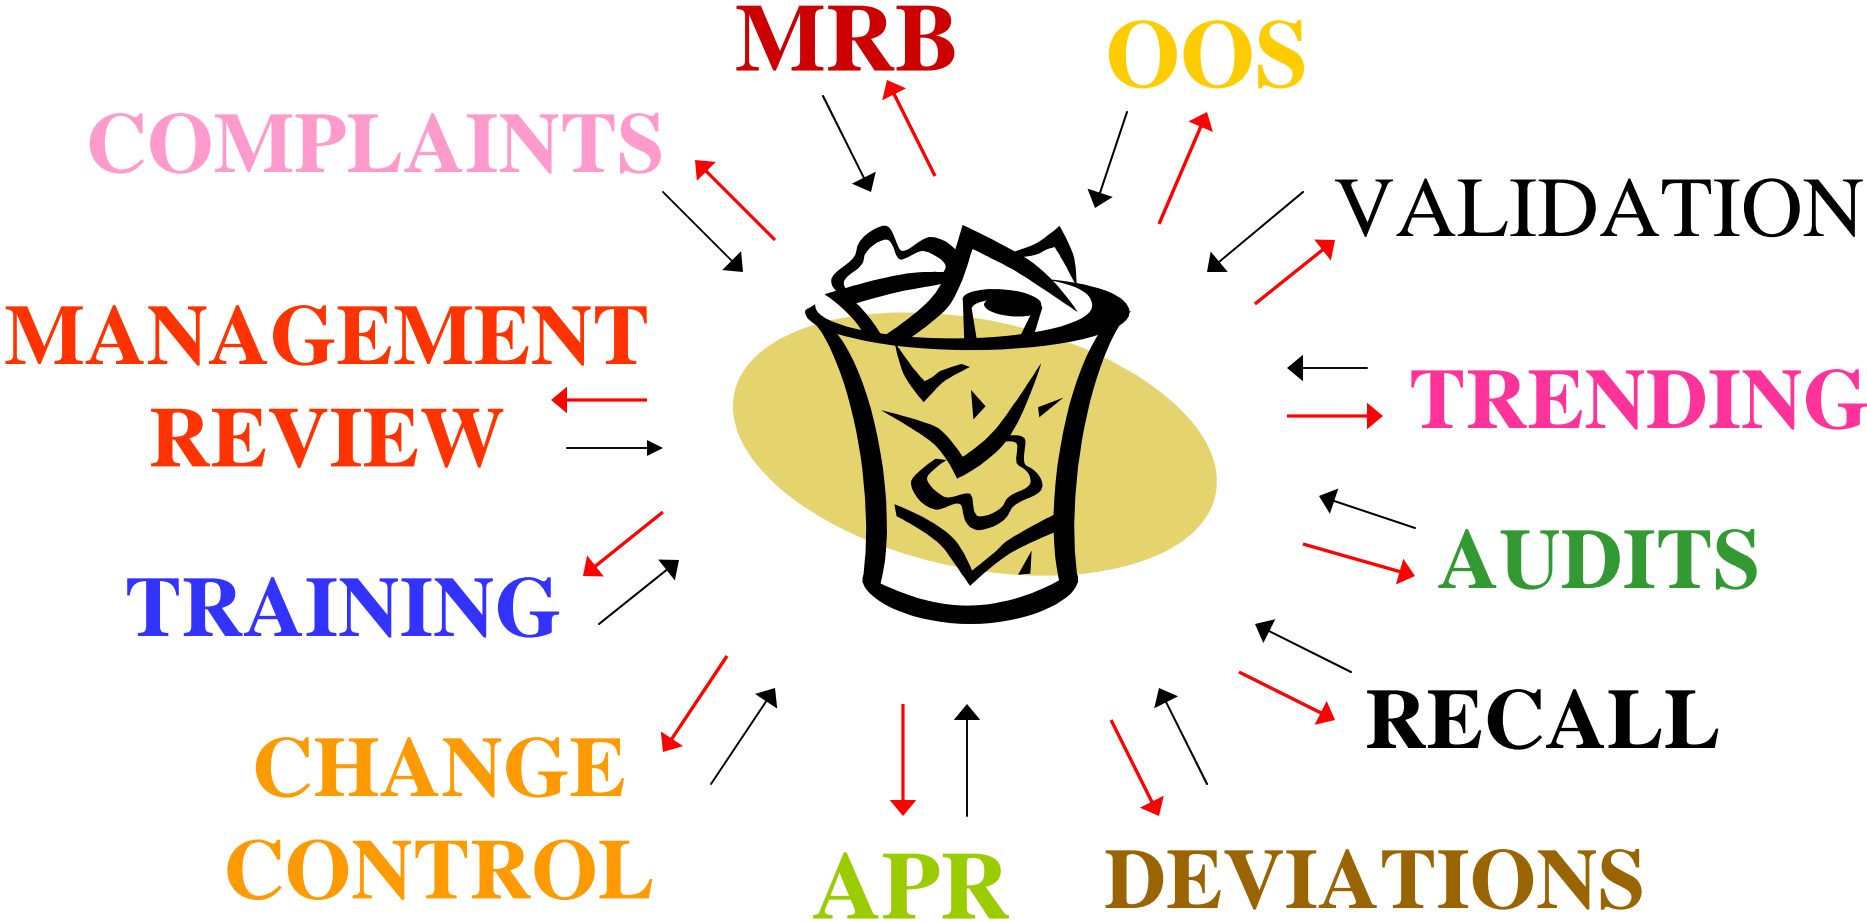 MRB
OOS
COMPLAINTS
VALIDATION
MANAGEMENT
REVIEW
TRENDING
AUDITS
TRAINING
RECALL
CHANGE
CONTROL
APR
DEVIATIONS